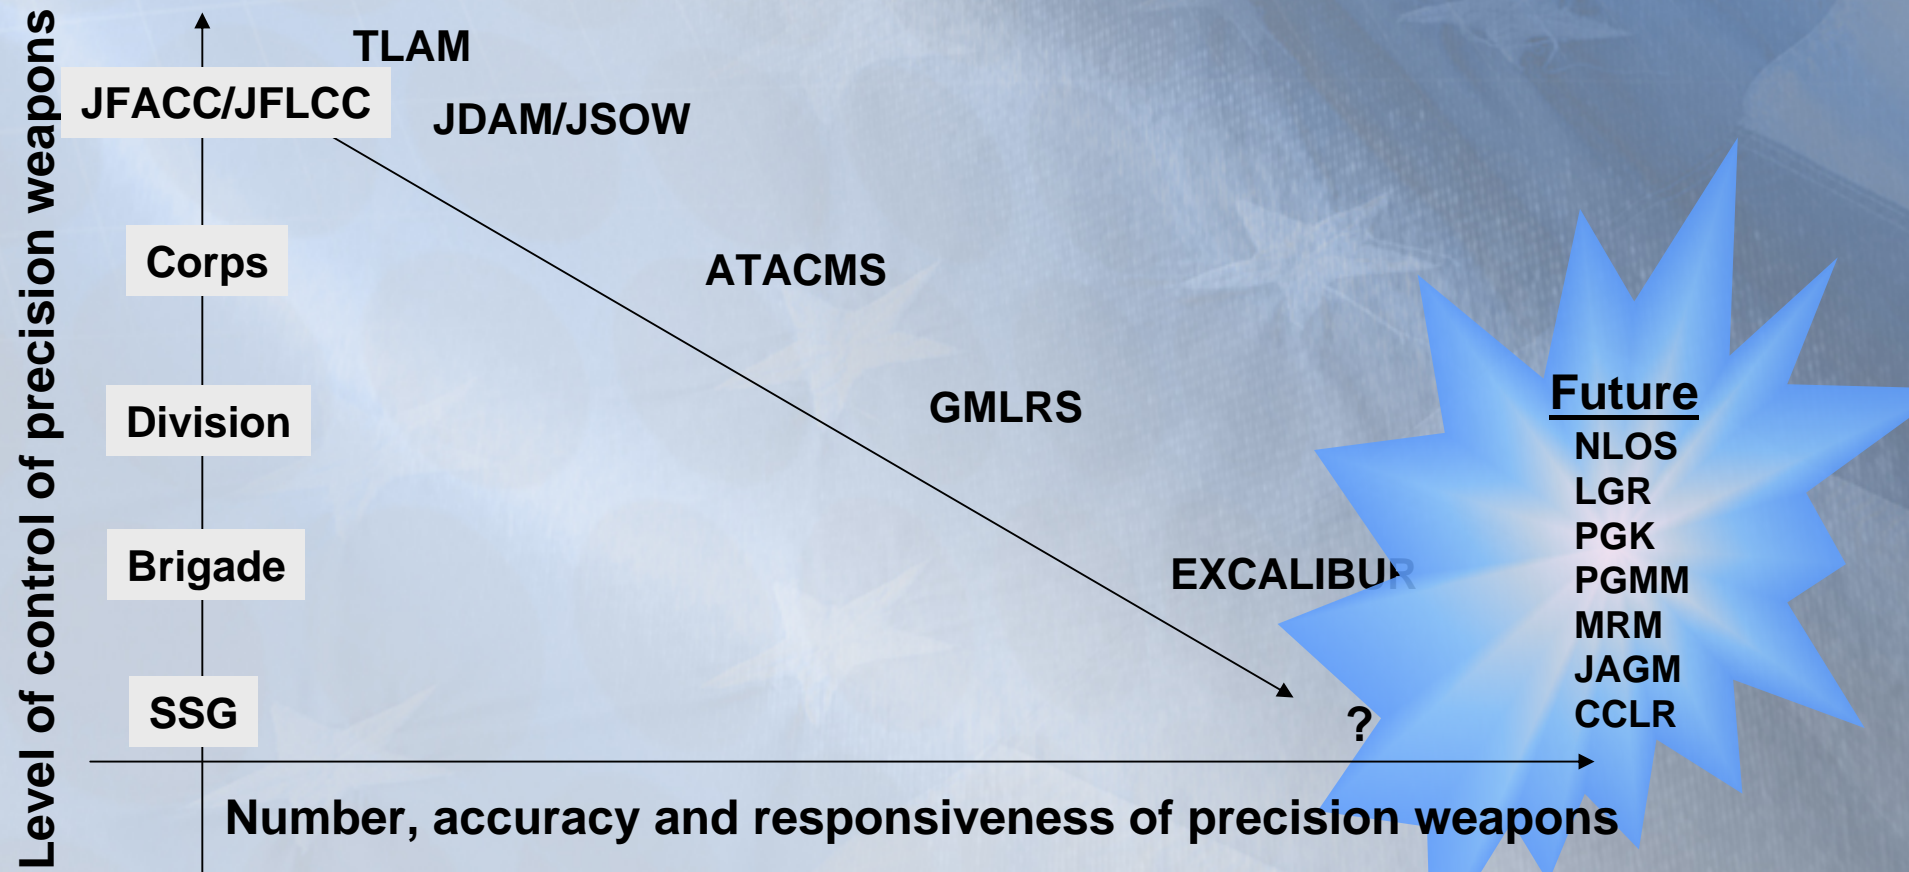 Level of control of precision weapons
TLAM
JFACC/JFLCC
JDAM/JSOW
Corps
ATACMS
Division
GMLRS
Brigade
EXCALIBUR
SSG
?
Future
NLOS
LGR
PGK
PGMM
MRM
JAGM
CCLR
Number, accuracy and responsiveness of precision weapons